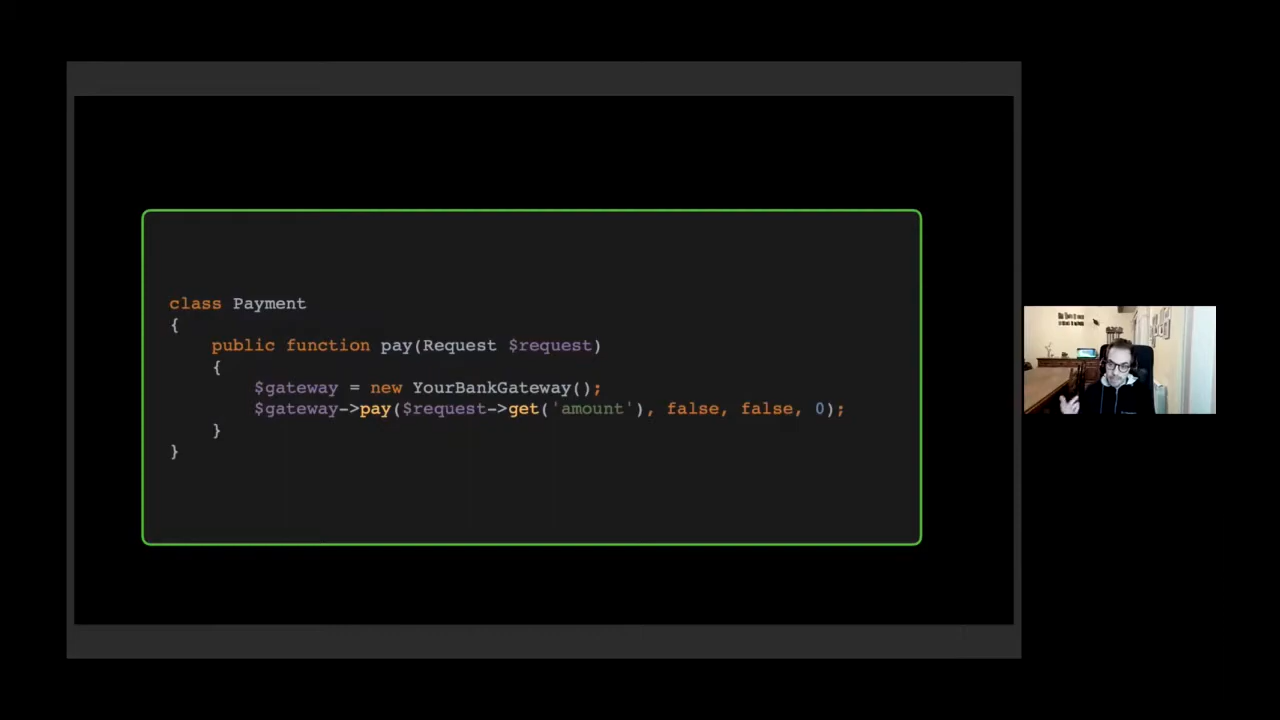 class Payment
{
    public function pay(Request $request)
    {
        $gateway = new YourBankGateway();
        $gateway->pay($request->get('amount'), false, false, 0);
    }
}